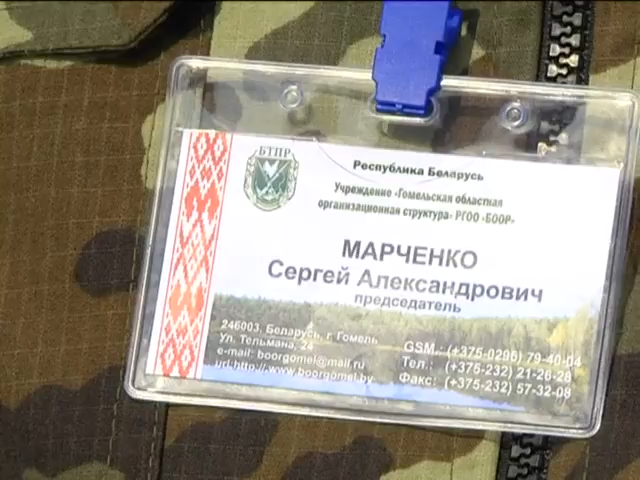 БТПР
Республика Беларусь
Учреждение «Гомельская областная
организационная структура» РГОО «БООР»
МАРЧЕНКО
Сергей Александрович
председатель
246003, Беларусь, г. Гомель
Ул. Тельмана, 24
e-mail: boorgomel@mail.ru
url-http://www.boorgomel.by
GSM.: (+375-0296) 79-40-04
Тел.: (+375-232) 21-26-28
Факс: (+375-232) 57-32-08